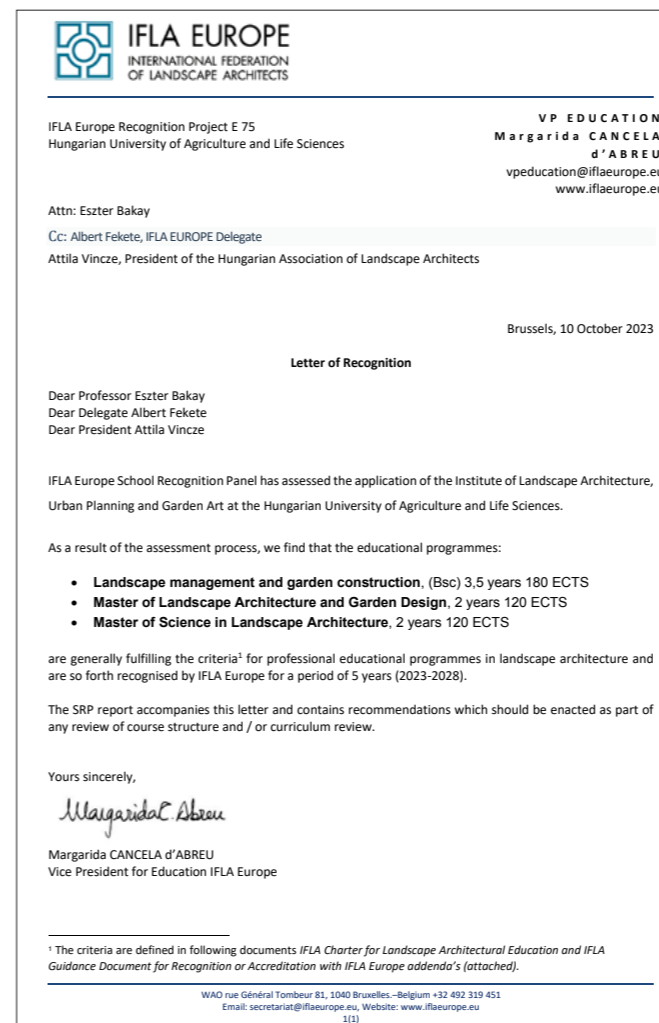 IFLA EUROPE
INTERNATIONAL FEDERATION
OF LANDSCAPE ARCHITECTS
IFLA Europe Recognition Project E 75
Hungarian University of Agriculture and Life Sciences
VP EDUCATION
Margarida CANCELA
d'ABREU
vpeducation@iflaeurope.eu
www.iflaeurope.eu
Attn: Eszter Bakay
Cc: Albert Fekete, IFLA EUROPE Delegate
Attila Vincze, President of the Hungarian Association of Landscape Architects
Brussels, 10 October 2023
Letter of Recognition
Dear Professor Eszter Bakay
Dear Delegate Albert Fekete
Dear President Attila Vincze
IFLA Europe School Recognition Panel has assessed the application of the Institute of Landscape Architecture,
Urban Planning and Garden Art at the Hungarian University of Agriculture and Life Sciences.
As a result of the assessment process, we find that the educational programmes:
• Landscape management and garden construction, (Bsc) 3,5 years 180 ECTS
• Master of Landscape Architecture and Garden Design, 2 years 120 ECTS
• Master of Science in Landscape Architecture, 2 years 120 ECTS
are generally fulfilling the criteria¹ for professional educational programmes in landscape architecture and
are so forth recognised by IFLA Europe for a period of 5 years (2023-2028).
The SRP report accompanies this letter and contains recommendations which should be enacted as part of
any review of course structure and / or curriculum review.
Yours sincerely,
Margarida C. Abreu
Margarida CANCELA d'ABREU
Vice President for Education IFLA Europe
¹ The criteria are defined in following documents IFLA Charter for Landscape Architectural Education and IFLA
Guidance Document for Recognition or Accreditation with IFLA Europe addenda's (attached).
WAO rue Général Tombeur 81, 1040 Bruxelles.–Belgium +32 492 319 451
Email: secretariat@iflaeurope.eu, Website: www.iflaeurope.eu
1(1)